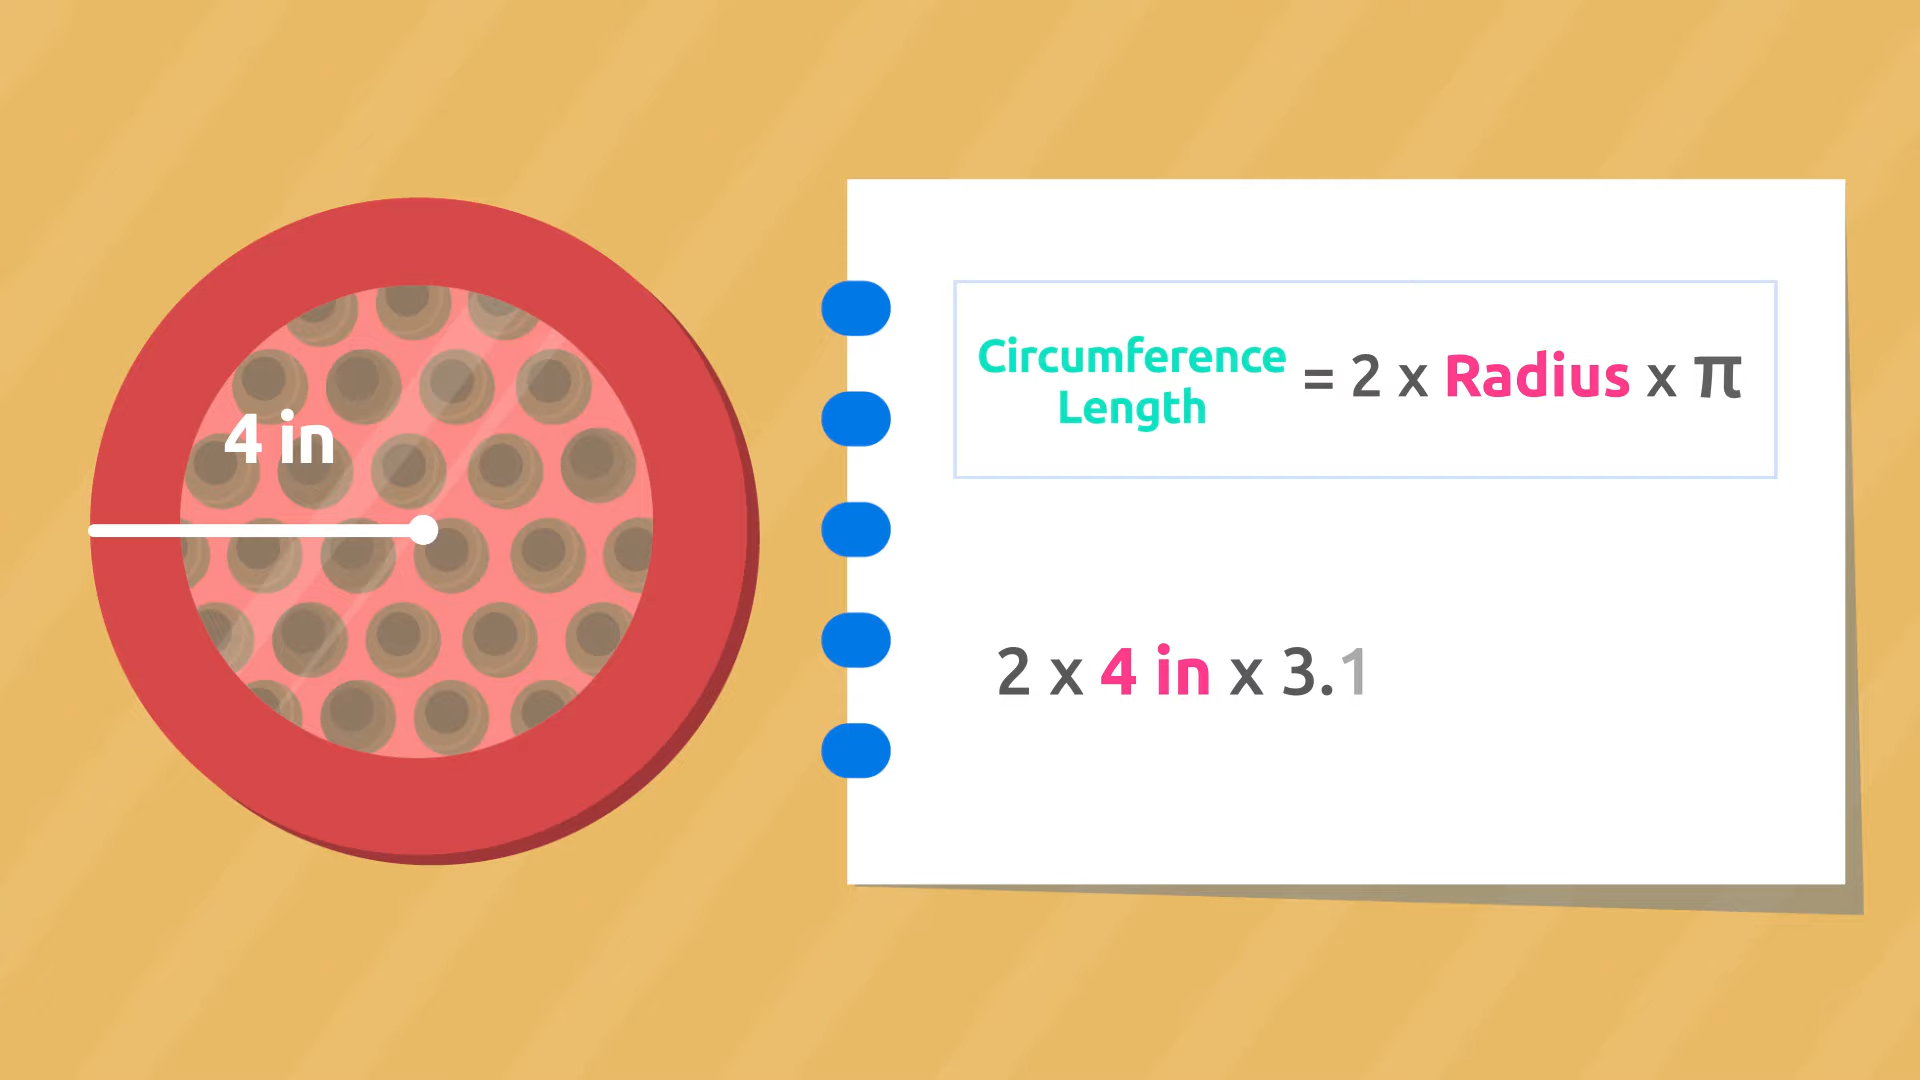 4 in
Circumference
Length
= 2 x Radius x π
2 x 4 in x 3.1